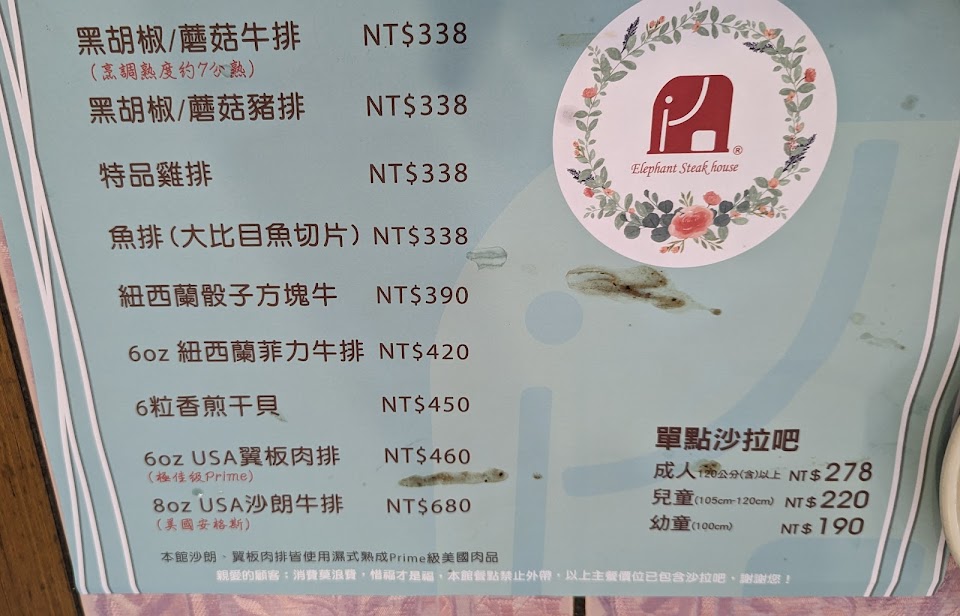 黑胡椒/蘑菇牛排 NT$338
(烹調熟度約7分熟)
黑胡椒/蘑菇豬排 NT$338
特品雞排 NT$338
魚排(大比目魚切片) NT$338
紐西蘭骰子方塊牛 NT$390
6oz 紐西蘭菲力牛排 NT$420
6粒香煎干貝 NT$450
6oz USA翼板肉排 NT$460
(極佳級Prime)
8oz USA沙朗牛排 NT$680
(美國安格斯)
本館沙朗、翼板肉排皆使用濕式熟成Prime級美國肉品
親愛的顧客：消費莫浪費，惜福才是福，本館餐點禁止外帶，以上主餐價位已包含沙拉吧，謝謝您！
®
Elephant Steak house
單點沙拉吧
成人120公分(含)以上 NT$278
兒童(105cm-120cm) NT$220
幼童(100cm) NT$190